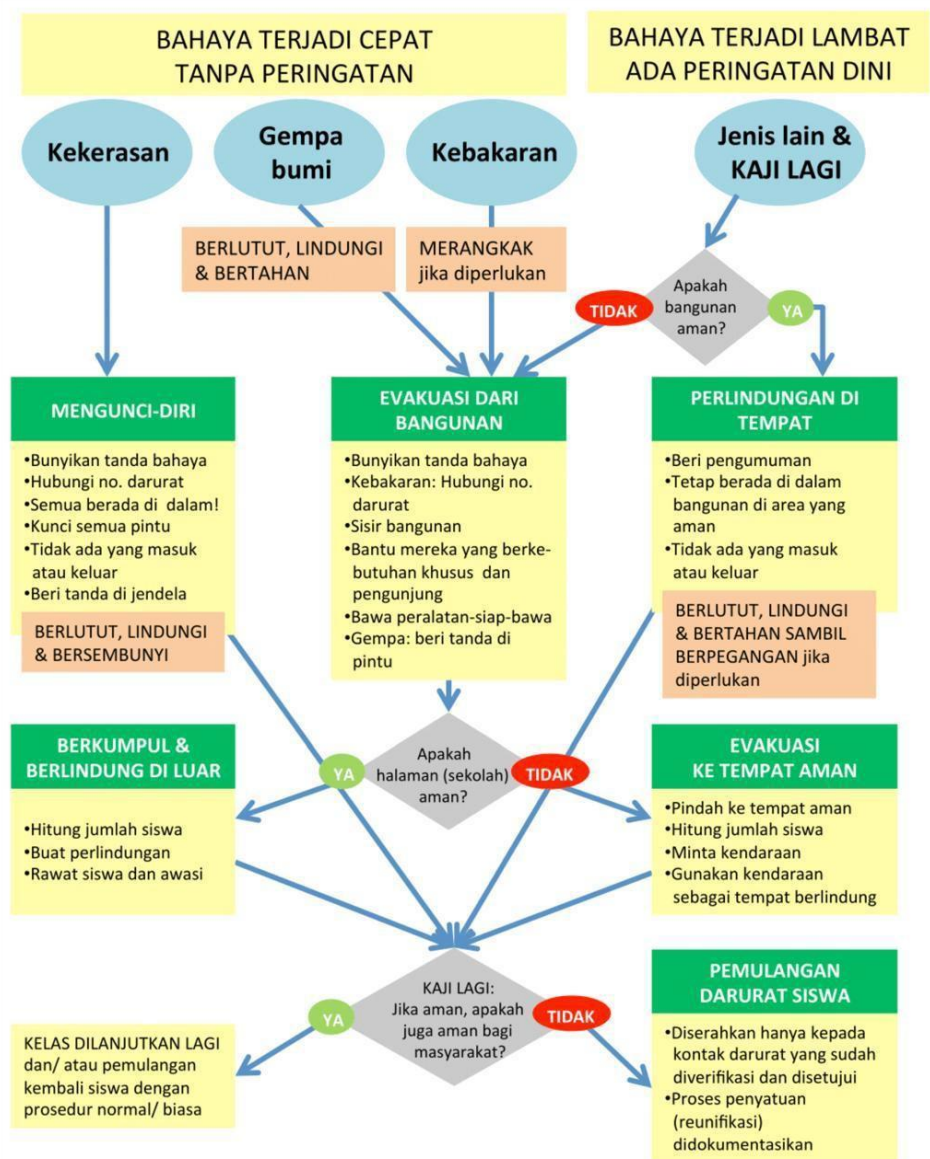 BAHAYA TERJADI CEPAT
TANPA PERINGATAN
BAHAYA TERJADI LAMBAT
ADA PERINGATAN DINI
Kekerasan
Gempa
bumi
Kebakaran
Jenis lain &
KAJI LAGI
BERLUTUT, LINDUNGI
& BERTAHAN
MERANGKAK
jika diperlukan
Apakah
bangunan
aman?
TIDAK
YA
MENGUNCI-DIRI
•Bunyikan tanda bahaya
•Hubungi no. darurat
•Semua berada di dalam!
•Kunci semua pintu
•Tidak ada yang masuk
atau keluar
•Beri tanda di jendela
BERLUTUT, LINDUNGI
& BERSEMBUNYI
EVAKUASI DARI
BANGUNAN
•Bunyikan tanda bahaya
•Kebakaran: Hubungi no.
darurat
•Sisir bangunan
•Bantu mereka yang berke-
butuhan khusus dan
pengunjung
•Bawa peralatan-siap-bawa
•Gempa: beri tanda di
pintu
PERLINDUNGAN DI
TEMPAT
•Beri pengumuman
•Tetap berada di dalam
bangunan di area yang
aman
•Tidak ada yang masuk
atau keluar
BERLUTUT, LINDUNGI
& BERTAHAN SAMBIL
BERPEGANGAN jika
diperlukan
BERKUMPUL &
BERLINDUNG DI LUAR
•Hitung jumlah siswa
•Buat perlindungan
•Rawat siswa dan awasi
YA
Apakah
halaman (sekolah)
aman?
TIDAK
EVAKUASI
KE TEMPAT AMAN
•Pindah ke tempat aman
•Hitung jumlah siswa
•Minta kendaraan
•Gunakan kendaraan
sebagai tempat berlindung
KAJI LAGI:
Jika aman, apakah
juga aman bagi
masyarakat?
YA
TIDAK
KELAS DILANJUTKAN LAGI
dan/ atau pemulangan
kembali siswa dengan
prosedur normal/ biasa
PEMULANGAN
DARURAT SISWA
•Diserahkan hanya kepada
kontak darurat yang sudah
diverifikasi dan disetujui
•Proses penyatuan
(reunifikasi)
didokumentasikan